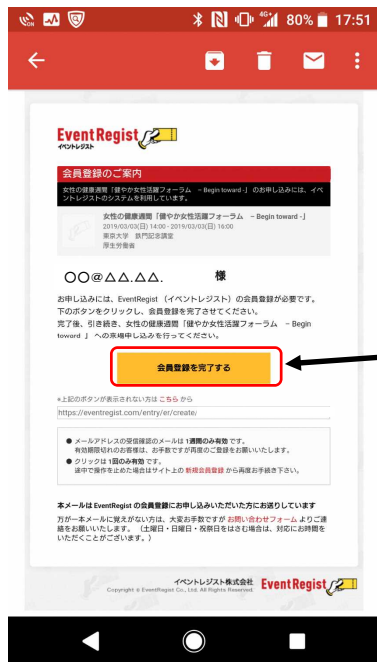 4G
80% 17:51
EventRegist
イベントレジスト
会員登録のご案内
女性の健康週間「健やか女性活躍フォーラム － Begin toward -」 のお申し込みには、イベ
ントレジストのシステムを利用しています。
女性の健康週間「健やか女性活躍フォーラム － Begin toward -」
2019/03/03(日) 14:00 - 2019/03/03(日) 16:00
東京大学 鉄門記念講堂
厚生労働省
〇〇@△△.△△. 様
お申し込みには、EventRegist（イベントレジスト）の会員登録が必要です。
下のボタンをクリックし、会員登録を完了させてください。
完了後、引き続き、女性の健康週間「健やか女性活躍フォーラム － Begin
toward 」 への来場申し込みを行ってください。
会員登録を完了する
※上記のボタンが表示されない方は こちら から
https://eventregist.com/entry/er/create/
● メールアドレスの受信確認のメールは 1週間のみ有効 です。
有効期限切れのお客様は、お手数ですが再度のご登録をお願いいたします。
● クリックは 1回のみ有効 です。
途中で操作を止めた場合はサイト上の 新規会員登録 から再度お手続き下さい。
本メールは EventRegist の会員登録にお申し込みいただいた方にお送りしています
万が一本メールに覚えがない方は、大変お手数ですが お問い合わせフォーム よりご連
絡をお願いいたします。（土曜日・日曜日・祝祭日をはさむ場合は、対応にお時間を
いただくことがございます。）
イベントレジスト株式会社 EventRegist
Copyright © EventRegist Co., Ltd. All Rights Reserved.